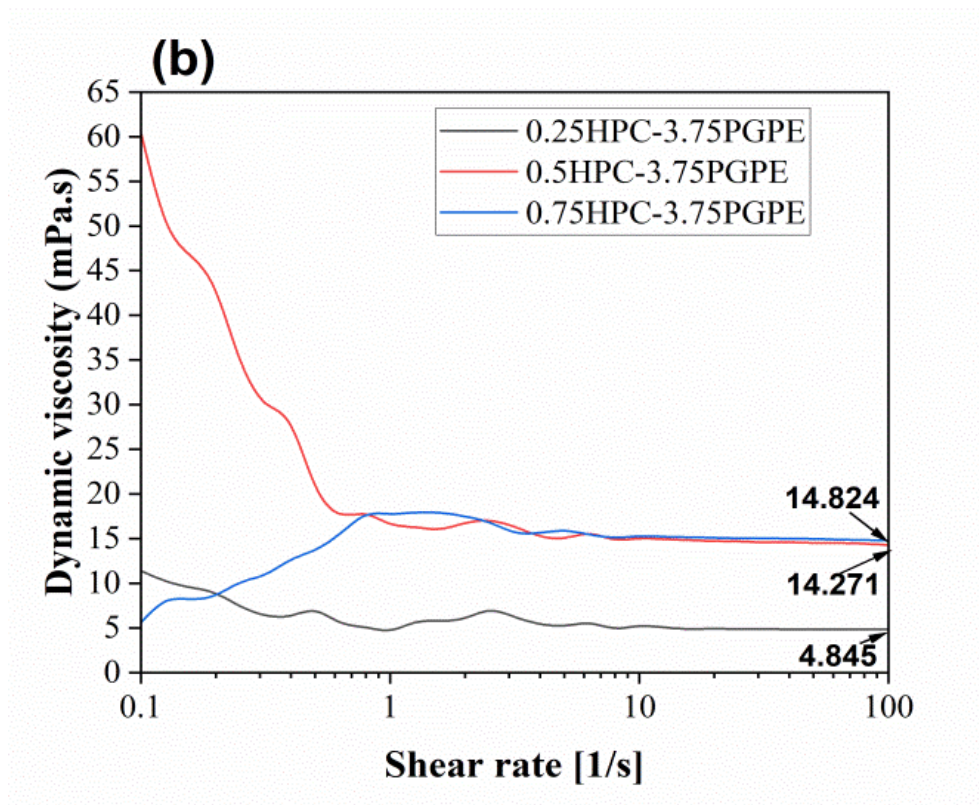 (b)
65
60
55
50
45
40
35
30
25
20
15
10
5
0
Dynamic viscosity (mPa.s)
0.25HPC-3.75PGPE
0.5HPC-3.75PGPE
0.75HPC-3.75PGPE
14.824
14.271
4.845
0.1 1 10 100
Shear rate [1/s]